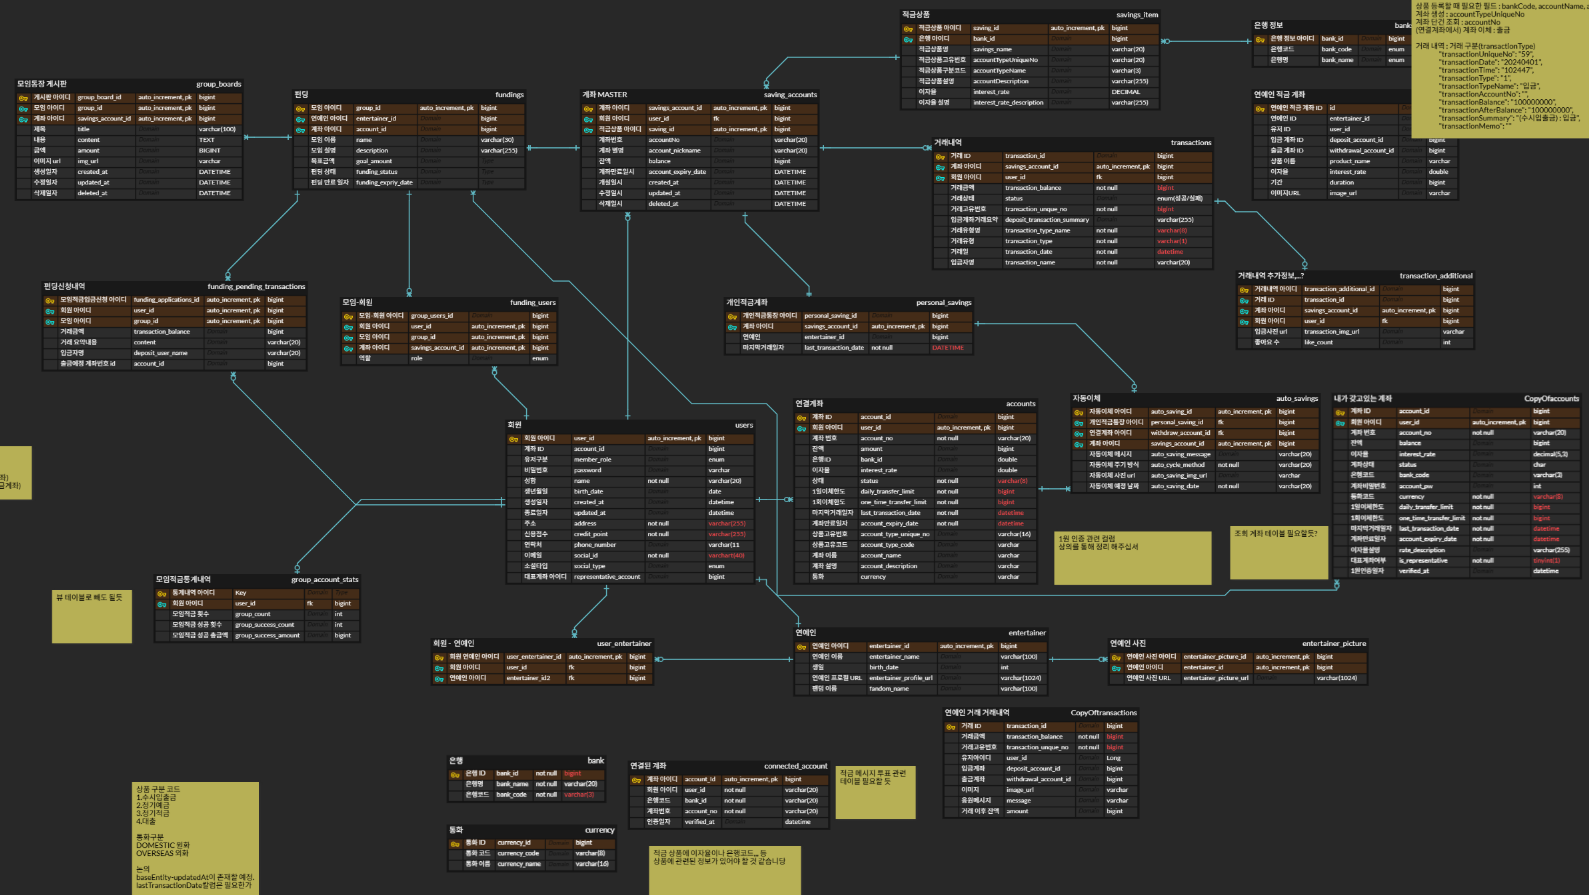 적금상품 savings_item
적금상품 아이디 saving_id auto_increment, pk bigint
은행 아이디 bank_id bigint
적금상품명 savings_name varchar(20)
적금상품고유번호 accountTypeUniqueNo varchar(20)
적금상품구분코드 accountTypeName varchar(3)
적금상품설명 accountDescription varchar(255)
이자율 interest_rate DECIMAL
이자율 설명 interest_rate_description varchar(255)
은행 정보 bank
은행 정보 아이디 bank_id bigint
은행코드 bank_code enum
은행명 bank_name enum
상품 등록할 때 필요한 필드 : bankCode, accountName,
계좌 생성 : accountTypeUniqueNo
계좌 단건 조회 : accountNo
(연결계좌에서) 계좌 이체 : 출금
거래 내역 : 거래 구분(transactionType)
"transactionUniqueNo": "59",
"transactionDate": "20240401",
"transactionTime": "102447",
"transactionType": "1",
"transactionTypeName": "입금",
"transactionAccountNo": "",
"transactionBalance": "100000000",
"transactionAfterBalance": "100000000",
"transactionSummary": "(수시입출금) : 입금",
"transactionMemo": ""
모임통장 게시판 group_boards
게시판 아이디 group_board_id auto_increment, pk bigint
모임 아이디 group_id auto_increment, pk bigint
계좌 아이디 savings_account_id auto_increment, pk bigint
제목 title varchar(100)
내용 content TEXT
금액 amount BIGINT
이미지 url img_url varchar
생성일자 created_at DATETIME
수정일자 updated_at DATETIME
삭제일자 deleted_at DATETIME
펀딩 fundings
모임 아이디 group_id auto_increment, pk bigint
연예인 아이디 entertainer_id bigint
계좌 아이디 account_id bigint
모임 이름 name varchar(30)
모임 설명 description varchar(255)
목표금액 goal_amount
펀딩 상태 funding_status
펀딩 만료 일자 funding_expiry_date
계좌 MASTER saving_accounts
계좌 아이디 savings_account_id auto_increment, pk bigint
회원 아이디 user_id fk bigint
적금상품 아이디 saving_id auto_increment, pk bigint
계좌번호 accountNo varchar(20)
계좌 별명 account_nickname varchar(20)
잔액 balance bigint
계좌만료일시 account_expiry_date DATETIME
개설일시 created_at DATETIME
수정일시 updated_at DATETIME
삭제일시 deleted_at DATETIME
연예인 적금 계좌
연예인 적금 계좌 ID id
연예인 ID entertainer_id
유저 ID user_id
입금 계좌 ID deposit_account_id bigint
출금 계좌 ID withdrawal_account_id bigint
상품 이름 product_name varchar
이자율 interest_rate double
기간 duration bigint
이미지URL image_url varchar
거래내역 transactions
거래 ID transaction_id bigint
계좌 아이디 savings_account_id auto_increment, pk bigint
회원 아이디 user_id fk bigint
거래금액 transaction_balance not null bigint
거래상태 status enum(성공/실패)
거래고유번호 transaction_unque_no not null bigint
입금계좌거래요약 deposit_transaction_summary varchar(255)
거래유형명 transaction_type_name not null varchar(8)
거래유형 transaction_type not null varchar(1)
거래일 transaction_date not null datetime
입금자명 transaction_name not null varchar(20)
펀딩신청내역 funding_pending_transactions
모임적금입금신청 아이디 funding_applications_id auto_increment, pk bigint
회원 아이디 user_id auto_increment, pk bigint
모임 아이디 group_id auto_increment, pk bigint
거래금액 transaction_balance bigint
거래 요약내용 content varchar(20)
입금자명 deposit_user_name varchar(20)
출금예정 계좌번호 id account_id bigint
모임-회원 funding_users
모임-회원 아이디 group_users_id bigint
회원 아이디 user_id auto_increment, pk bigint
모임 아이디 group_id auto_increment, pk bigint
계좌 아이디 savings_account_id auto_increment, pk bigint
역할 role enum
개인적금계좌 personal_savings
개인적금통장 아이디 personal_saving_id bigint
계좌 아이디 savings_account_id auto_increment, pk bigint
연예인 entertainer_id bigint
마지막거래일자 last_transaction_date not null DATETIME
거래내역 추가정보,,,? transaction_additional
거래내역 아이디 transaction_additional_id bigint
거래 ID transaction_id bigint
계좌 아이디 savings_account_id auto_increment, pk bigint
회원 아이디 user_id fk bigint
입금사진 url transaction_img_url varchar
좋아요 수 like_count int
회원 users
회원 아이디 user_id auto_increment, pk bigint
계좌 ID account_id bigint
유저구분 member_role enum
비밀번호 password varchar
성함 name not null varchar(20)
생년월일 birth_date date
생성일자 created_at datetime
종료일자 updated_at datetime
주소 address not null varchar(255)
신용점수 credit_point not null varchar(255)
연락처 phone_number varchar(11
이메일 social_id not null varchar(40)
소셜타입 social_type enum
대표계좌 아이디 representative_account bigint
연결계좌 accounts
계좌 ID account_id bigint
회원 아이디 user_id auto_increment, pk bigint
계좌 번호 account_no not null varchar(20)
잔액 amount bigint
은행ID bank_id double
이자율 interest_rate double
상태 status not null varchar(8)
1일이체한도 daily_transfer_limit not null bigint
1회이체한도 one_time_transfer_limit not null bigint
마지막거래일자 last_transaction_date not null datetime
계좌만료일자 account_expiry_date not null datetime
상품고유번호 account_type_unique_no varchar(16)
상품고유코드 account_type_code varchar
계좌 이름 account_name varchar
계좌 설명 account_description varchar
통화 currency varchar
자동이체 auto_savings
자동이체 아이디 auto_saving_id auto_increment, pk bigint
개인적금통장 아이디 personal_saving_id fk bigint
연결계좌 아이디 withdraw_account_id fk bigint
계좌 아이디 savings_account_id auto_increment, pk bigint
자동이체 메시지 auto_saving_message varchar(20)
자동이체 주기 방식 auto_cycle_method not null varchar(20)
자동이체 사진 url auto_saving_img_url varchar
자동이체 예정 날짜 auto_saving_date not null varchar(20)
내가 갖고있는 계좌 CopyOfaccounts
계좌 ID account_id bigint
회원 아이디 user_id auto_increment, pk bigint
계좌 번호 account_no not null varchar(20)
잔액 balance bigint
이자율 interest_rate decimal(5,3)
계좌상태 status char
은행코드 bank_code varchar(3)
계좌비밀번호 account_pw int
통화코드 currency not null varchar(8)
1일이체한도 daily_transfer_limit not null bigint
1회이체한도 one_time_transfer_limit not null bigint
마지막거래일자 last_transaction_date not null datetime
계좌만료일자 account_expiry_date not null datetime
이자율설명 rate_description varchar(255)
대표계좌여부 is_representative not null tinyint(1)
1원인증일자 verified_at datetime
1원 인증 관련 컬럼
상의를 통해 정리 해주십서
조회 계좌 테이블 필요할듯?
뷰 테이블로 빼도 될듯
모임적금통계내역 group_account_stats
통계내역 아이디 Key
회원 아이디 user_id fk bigint
모임적금 횟수 group_count int
모임적금 성공 횟수 group_success_count int
모임적금 성공 총금액 group_success_amount bigint
회원 - 연예인 user_entertainer
회원 연예인 아이디 user_entertainer_id auto_increment, pk bigint
회원 아이디 user_id fk bigint
연예인 아이디 entertainer_id2 fk bigint
연예인 entertainer
연예인 아이디 entertainer_id auto_increment, pk bigint
연예인 이름 entertainer_name varchar(100)
생일 birth_date int
연예인 프로필 URL entertainer_profile_url varchar(1024)
팬덤 이름 fandom_name varchar(100)
연예인 사진 entertainer_picture
연예인 사진 아이디 entertainer_picture_id auto_increment, pk bigint
연예인 아이디 entertainer_id auto_increment, pk bigint
연예인 사진 URL entertainer_picture_url varchar(1024)
연예인 거래 거래내역 CopyOftransactions
거래 ID transaction_id bigint
거래금액 transaction_balance not null bigint
거래고유번호 transaction_unque_no not null bigint
유저아이디 user_id Long
입금계좌 deposit_account_id bigint
출금계좌 withdrawal_account_id bigint
이미지 image_url varchar
응원메시지 message varchar
거래 이후 잔액 amount bigint
은행 bank
은행 ID bank_id not null bigint
은행명 bank_name not null varchar(20)
은행코드 bank_code not null varchar(3)
통화 currency
통화 ID currency_id bigint
통화 코드 currency_code varchar(8)
통화 이름 currency_name varchar(16)
연결된 계좌 connected_account
계좌 아이디 account_id auto_increment, pk bigint
회원 아이디 user_id not null varchar(20)
은행코드 bank_id not null varchar(20)
계좌번호 account_no not null varchar(20)
인증일자 verified_at datetime
적금 메시지 투표 관련
테이블 필요할 듯
적금 상품에 이자율이나 은행코드,,, 등
상품에 관련된 정보가 있어야 할 것 같습니당
상품 구분 코드
1.수시입출금
2.정기예금
3.정기적금
4.대출
통화구분
DOMESTIC 원화
OVERSEAS 외화
논의
baseEntity-updatedAt이 존재할 예정.
lastTransactionDate칼럼은 필요한가